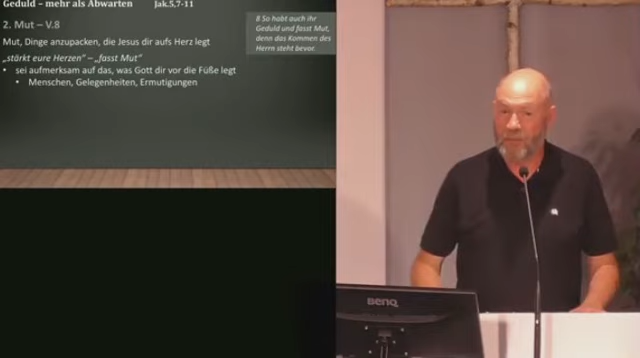 Geduld – mehr als Abwarten Jak.5,7-11
2. Mut – V.8
Mut, Dinge anzupacken, die Jesus dir aufs Herz legt
„stärkt eure Herzen“ – „fasst Mut“
• sei aufmerksam auf das, was Gott dir vor die Füße legt
• Menschen, Gelegenheiten, Ermutigungen
8 So habt auch ihr
Geduld und fasst Mut,
denn das Kommen des
Herrn steht bevor.
BENQ